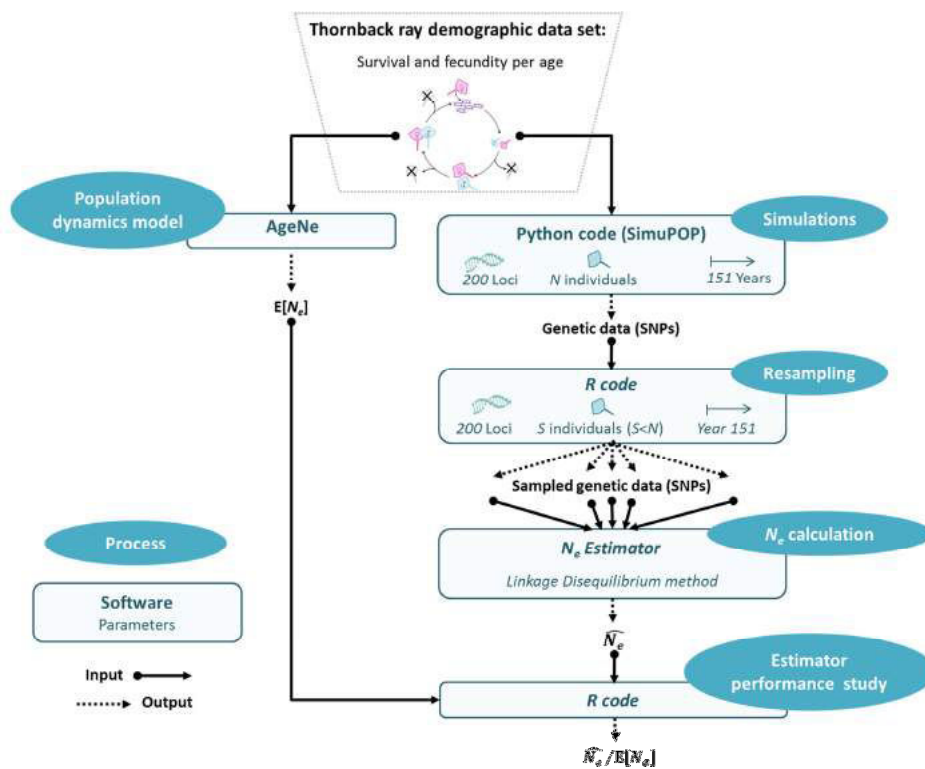 Thornback ray demographic data set:
Survival and fecundity per age
Population
dynamics model
AgeNe
E[Ne]
Simulations
Python code (SimuPOP)
200 Loci
N individuals
151 Years
Genetic data (SNPs)
Resampling
R code
200 Loci
S individuals (S<N)
Year 151
Sampled genetic data (SNPs)
Ne calculation
Ne Estimator
Linkage Disequilibrium method
N̂e
Estimator
performance study
R code
N̂e/E[Ne]
Process
Software
Parameters
Input
Output